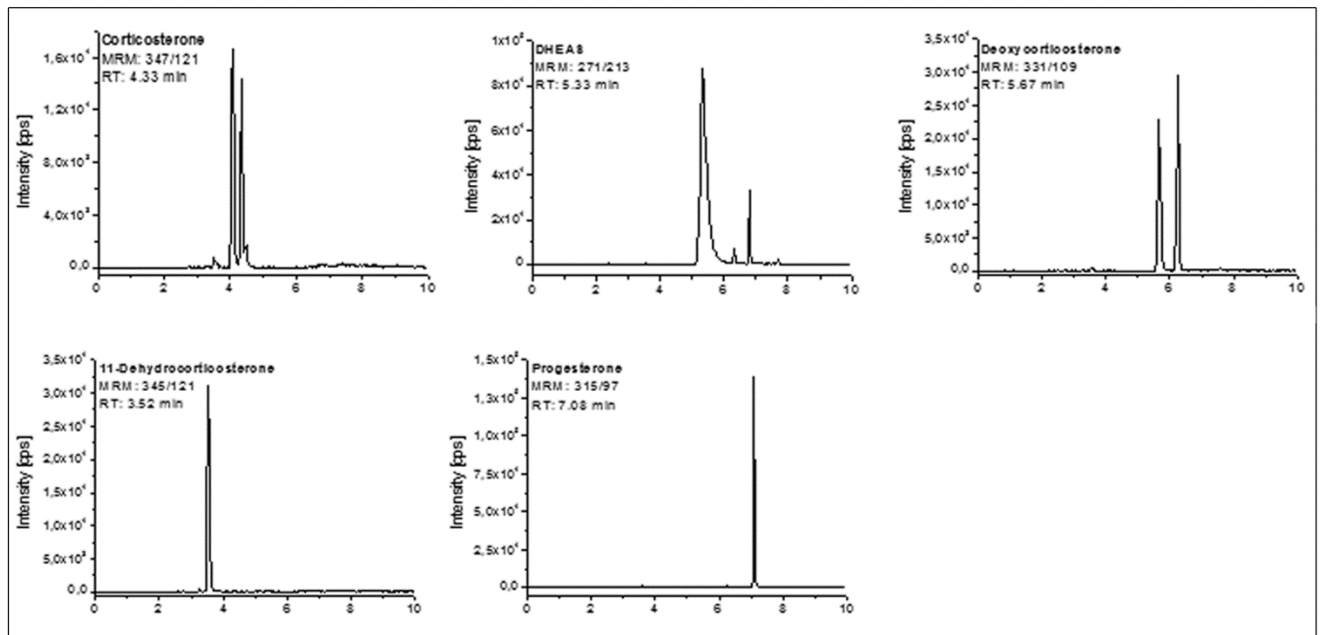 Corticosterone
MRM: 347/121
RT: 4.33 min
1,6x10⁴
1,2x10⁴
8,0x10³
4,0x10³
0,0
Intensity [cps]
0 2 4 6 8 10
DHEAS
MRM: 271/213
RT: 5.33 min
1x10⁵
8x10⁴
6x10⁴
4x10⁴
2x10⁴
0
Intensity [cps]
0 2 4 6 8 10
Deoxycorticosterone
MRM: 331/109
RT: 5.67 min
3,5x10⁴
3,0x10⁴
2,5x10⁴
2,0x10⁴
1,5x10⁴
1,0x10⁴
5,0x10³
0,0
Intensity [cps]
0 2 4 6 8 10
11-Dehydrocorticosterone
MRM: 345/121
RT: 3.52 min
3,5x10⁴
3,0x10⁴
2,5x10⁴
2,0x10⁴
1,5x10⁴
1,0x10⁴
5,0x10³
0,0
Intensity [cps]
0 2 4 6 8 10
Progesterone
MRM: 315/97
RT: 7.08 min
1,5x10⁵
1,3x10⁵
1,0x10⁵
7,5x10⁴
5,0x10⁴
2,5x10⁴
0,0
Intensity [cps]
0 2 4 6 8 10